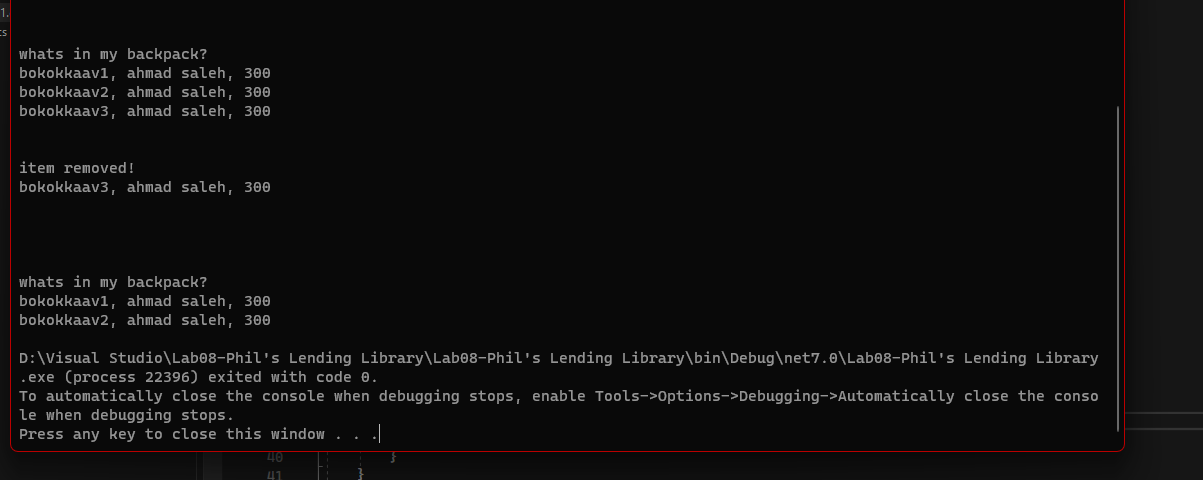 1.
ts
whats in my backpack?
bokokkaav1, ahmad saleh, 300
bokokkaav2, ahmad saleh, 300
bokokkaav3, ahmad saleh, 300
item removed!
bokokkaav3, ahmad saleh, 300
whats in my backpack?
bokokkaav1, ahmad saleh, 300
bokokkaav2, ahmad saleh, 300
D:\Visual Studio\Lab08-Phil's Lending Library\Lab08-Phil's Lending Library\bin\Debug\net7.0\Lab08-Phil's Lending Library
.exe (process 22396) exited with code 0.
To automatically close the console when debugging stops, enable Tools->Options->Debugging->Automatically close the conso
le when debugging stops.
Press any key to close this window . . .
40 }
41 }